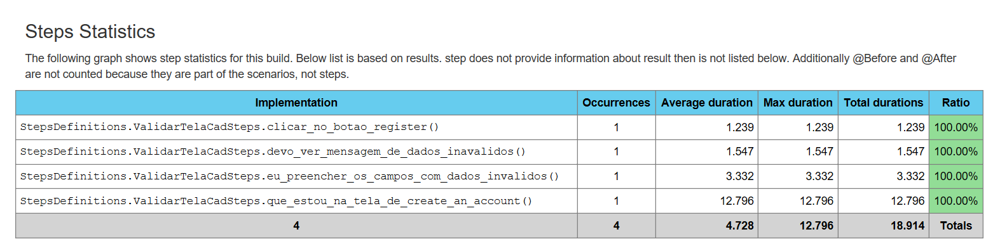 Steps Statistics
The following graph shows step statistics for this build. Below list is based on results. step does not provide information about result then is not listed below. Additionally @Before and @After
are not counted because they are part of the scenarios, not steps.
Implementation Occurrences Average duration Max duration Total durations Ratio
StepsDefinitions.ValidarTelaCadSteps.clicar_no_botao_register() 1 1.239 1.239 1.239 100.00%
StepsDefinitions.ValidarTelaCadSteps.devo_ver_mensagem_de_dados_inavalidos() 1 1.547 1.547 1.547 100.00%
StepsDefinitions.ValidarTelaCadSteps.eu_preencher_os_campos_com_dados_invalidos() 1 3.332 3.332 3.332 100.00%
StepsDefinitions.ValidarTelaCadSteps.que_estou_na_tela_de_create_an_account() 1 12.796 12.796 12.796 100.00%
4 4 4.728 12.796 18.914 Totals